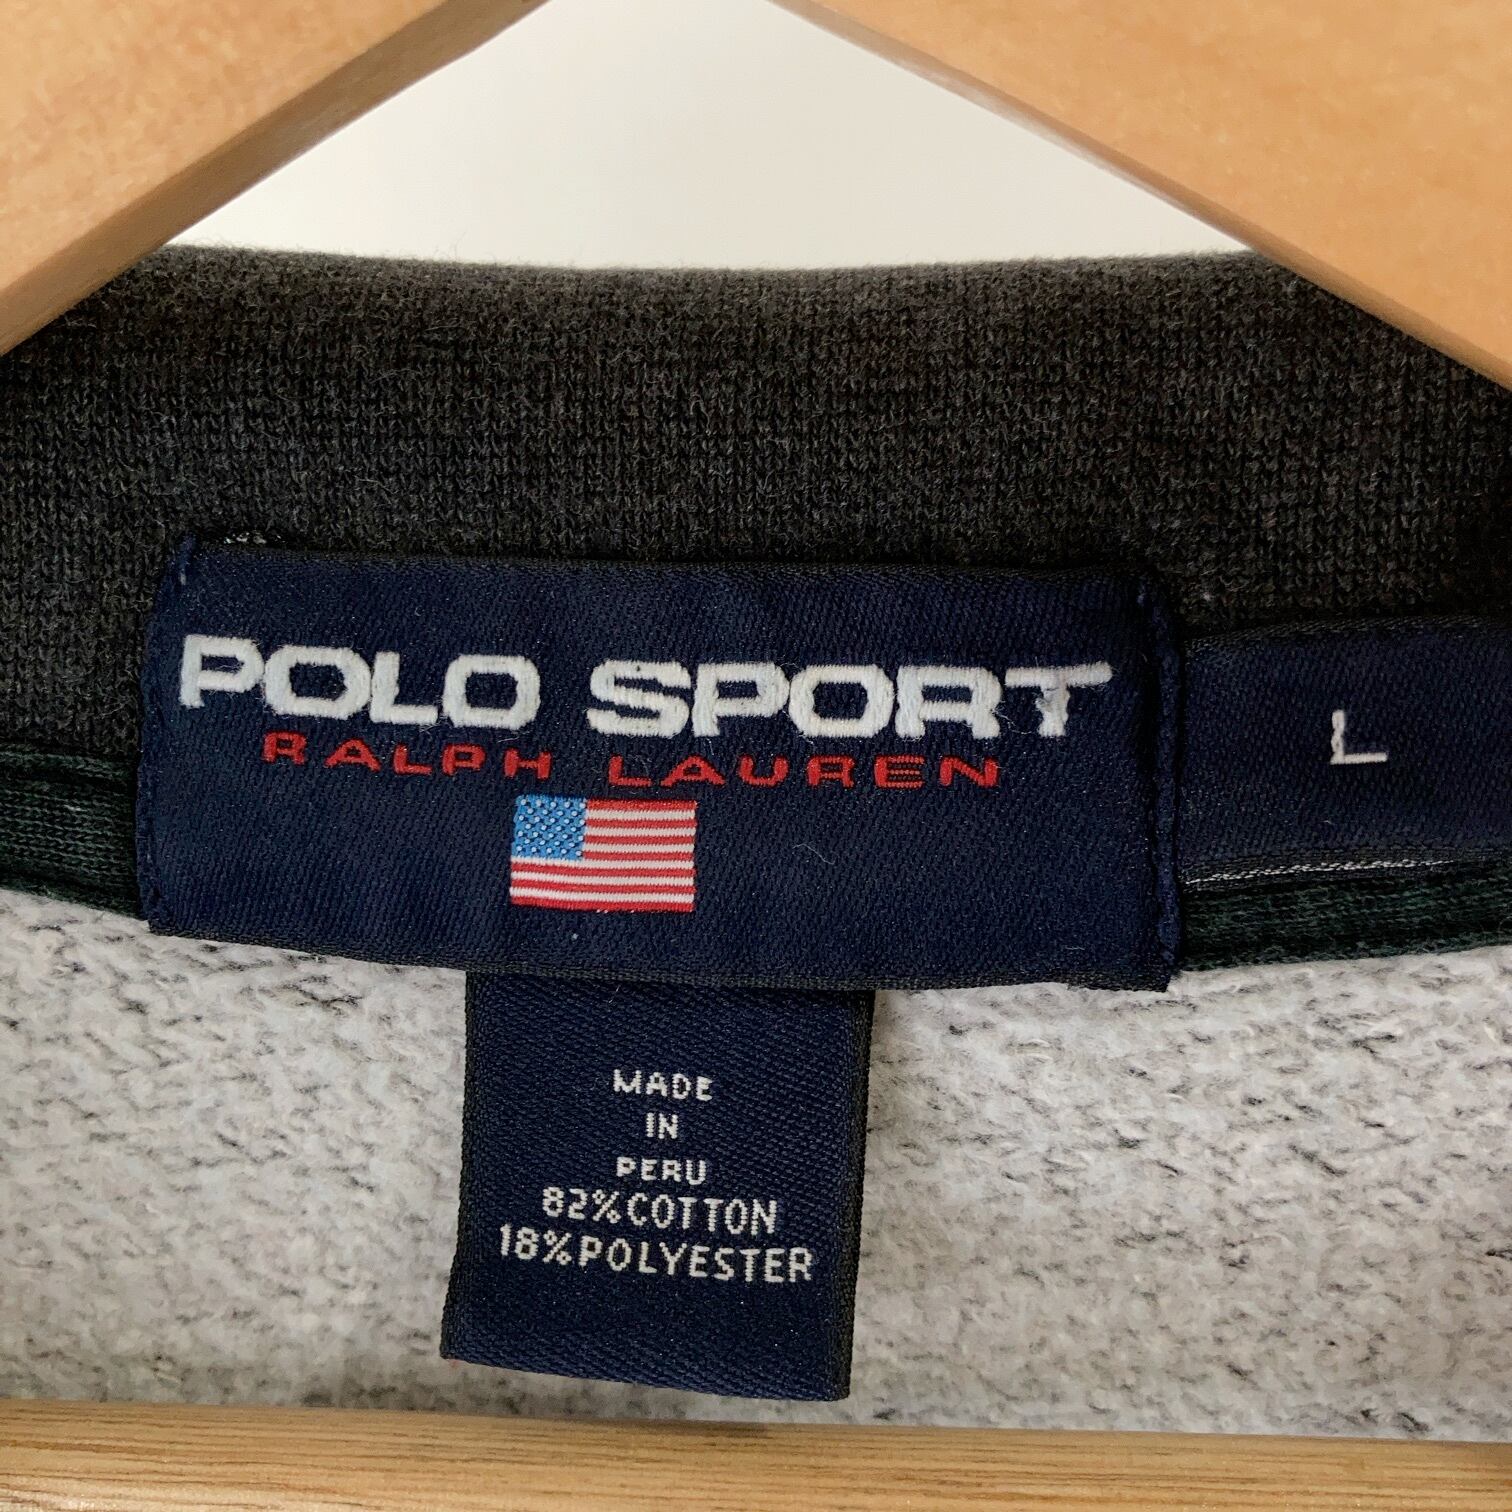 POLO SPORT
RALPH LAUREN
L
MADE
IN
PERU
82%COTTON
18%POLYESTER